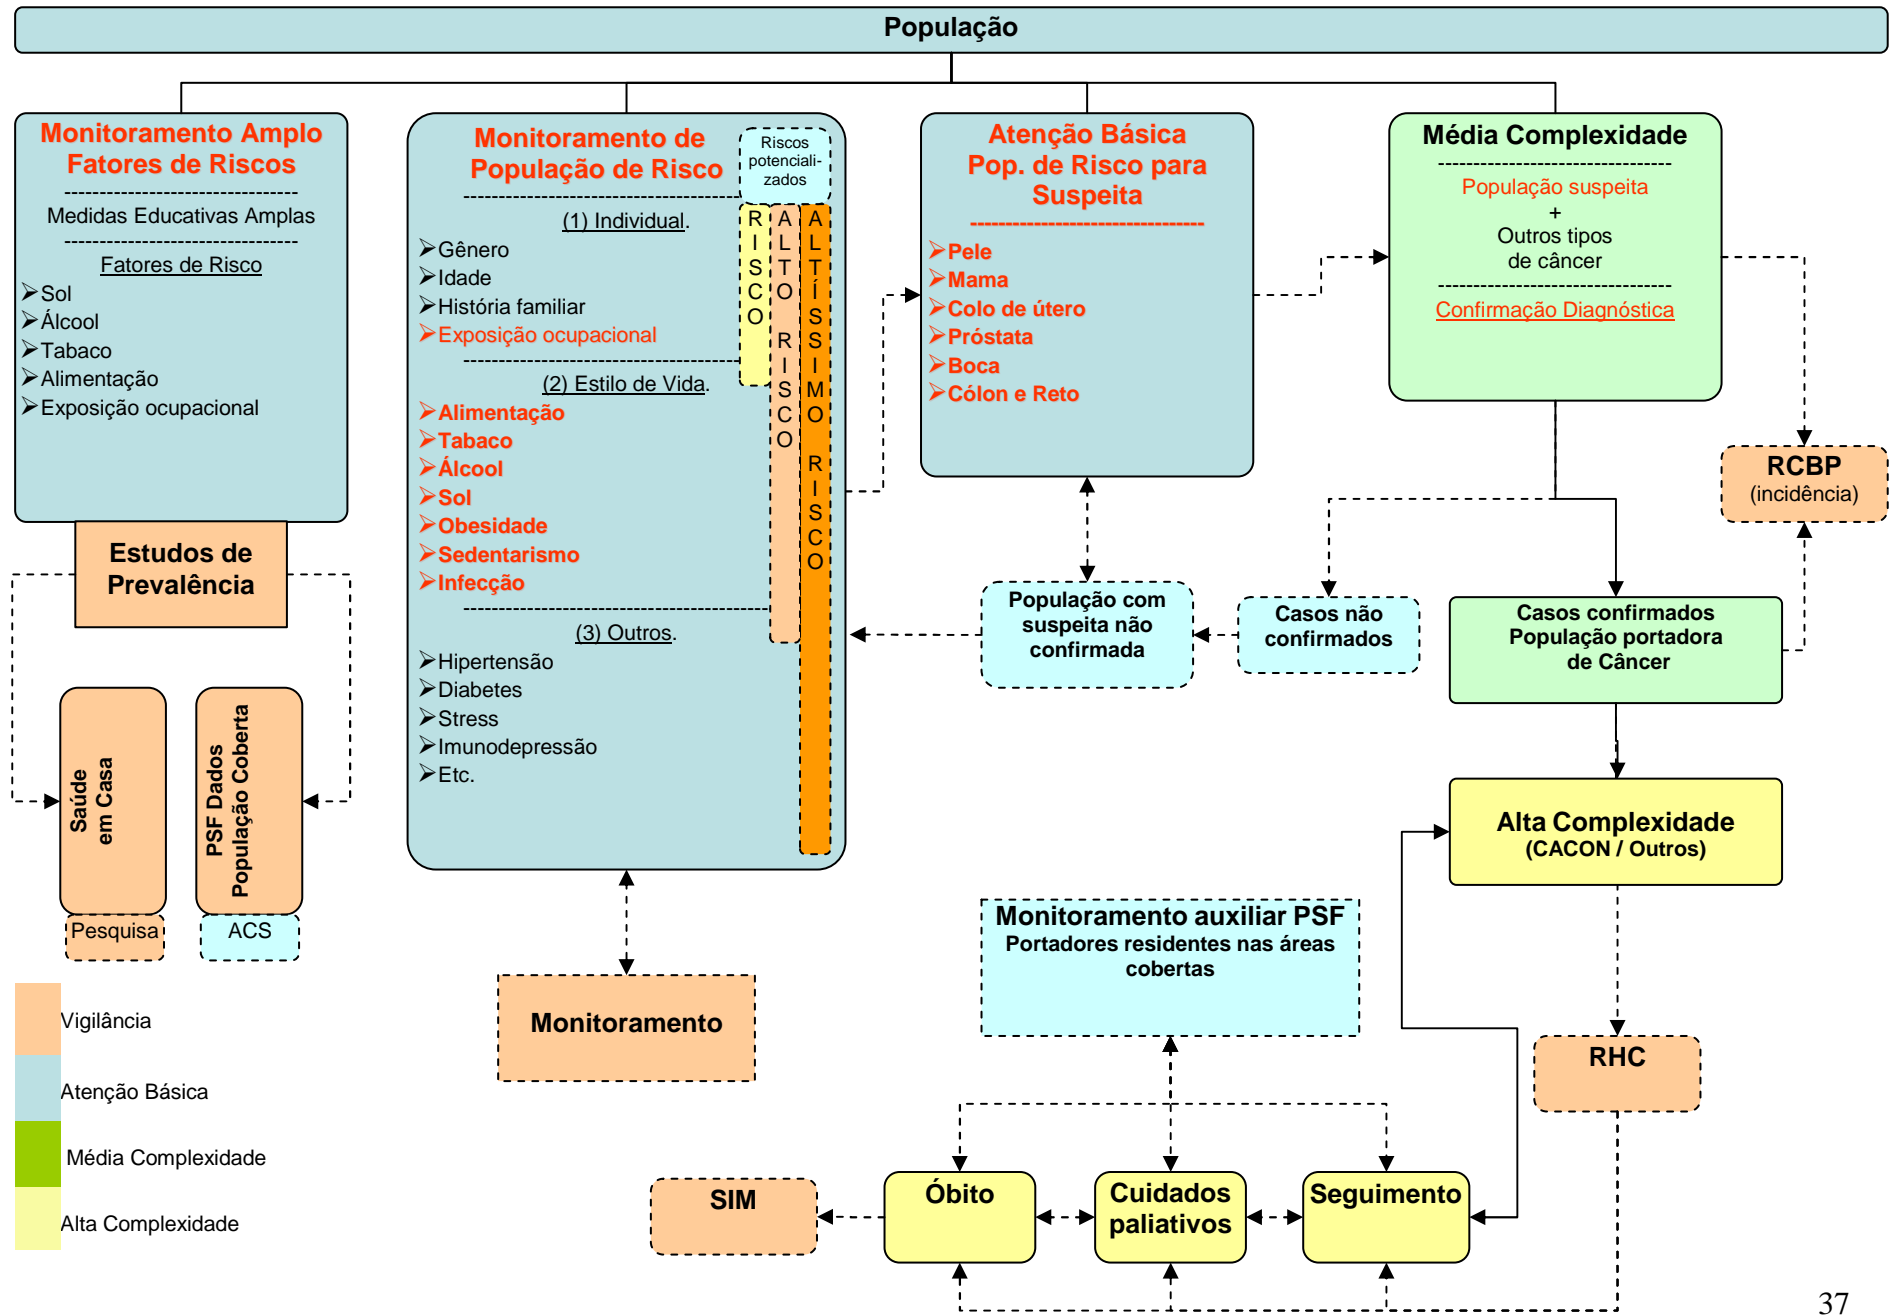 População
Monitoramento Amplo
Fatores de Riscos
---------------------------------
Medidas Educativas Amplas
---------------------------------
Fatores de Risco
➢Sol
➢Álcool
➢Tabaco
➢Alimentação
➢Exposição ocupacional
Estudos de
Prevalência
Saúde
em Casa
PSF Dados
População Coberta
Pesquisa
ACS
Monitoramento de
População de Risco
(1) Individual.
➢Gênero
➢Idade
➢História familiar
➢Exposição ocupacional
(2) Estilo de Vida.
➢Alimentação
➢Tabaco
➢Álcool
➢Sol
➢Obesidade
➢Sedentarismo
➢Infecção
(3) Outros.
➢Hipertensão
➢Diabetes
➢Stress
➢Imunodepressão
➢Etc.
Riscos
potenciali-
zados
RISCO
ALTO RISCO
ALTÍSSIMO RISCO
Monitoramento
Atenção Básica
Pop. de Risco para
Suspeita
---------------------------------
➢Pele
➢Mama
➢Colo de útero
➢Próstata
➢Boca
➢Cólon e Reto
Média Complexidade
---------------------------------
População suspeita
+
Outros tipos
de câncer
---------------------------------
Confirmação Diagnóstica
RCBP
(incidência)
População com
suspeita não
confirmada
Casos não
confirmados
Casos confirmados
População portadora
de Câncer
Alta Complexidade
(CACON / Outros)
Monitoramento auxiliar PSF
Portadores residentes nas áreas
cobertas
RHC
SIM
Óbito
Cuidados
paliativos
Seguimento
Vigilância
Atenção Básica
Média Complexidade
Alta Complexidade
37